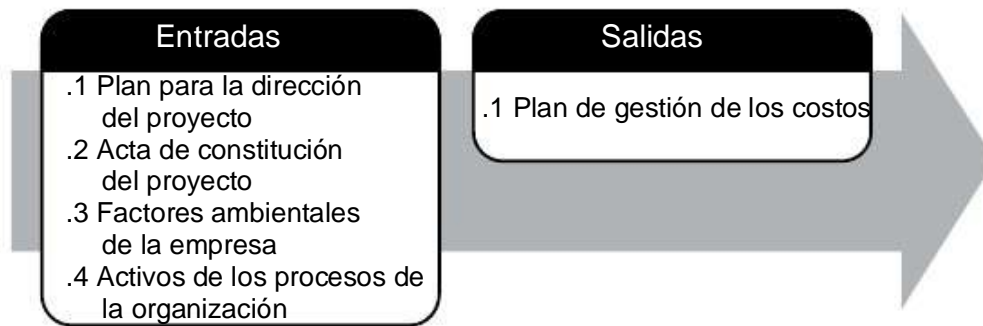 Entradas
.1 Plan para la dirección
del proyecto
.2 Acta de constitución
del proyecto
.3 Factores ambientales
de la empresa
.4 Activos de los procesos de
la organización
Salidas
.1 Plan de gestión de los costos